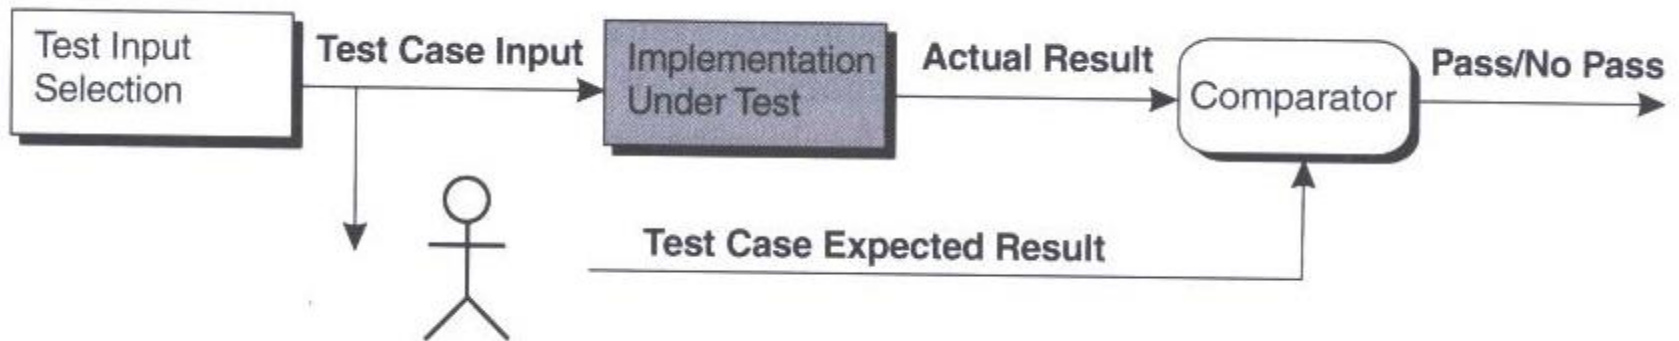 Test Input
Selection
Test Case Input
Implementation
Under Test
Actual Result
Comparator
Pass/No Pass
Test Case Expected Result